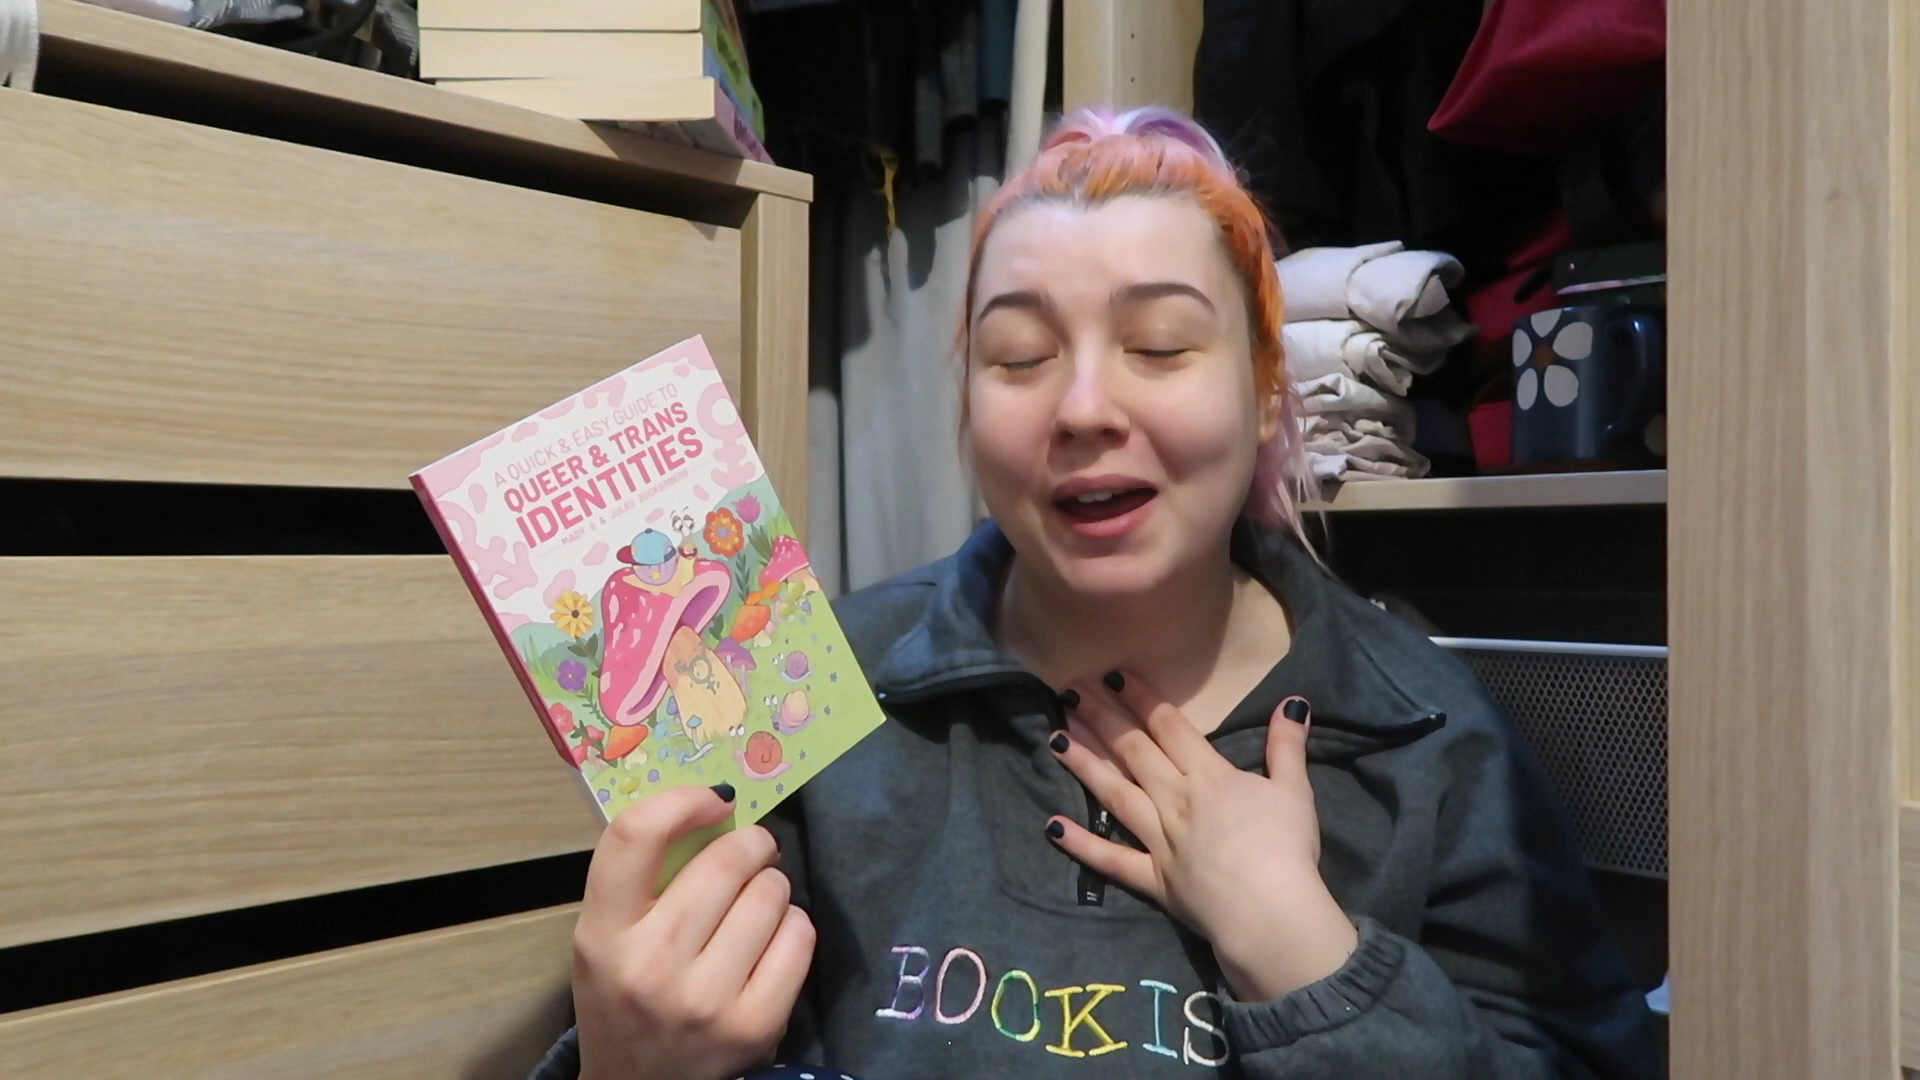 A QUICK & EASY GUIDE TO
QUEER & TRANS
IDENTITIES
MADY G & JULES ZUCKERBERG
BOOKIS